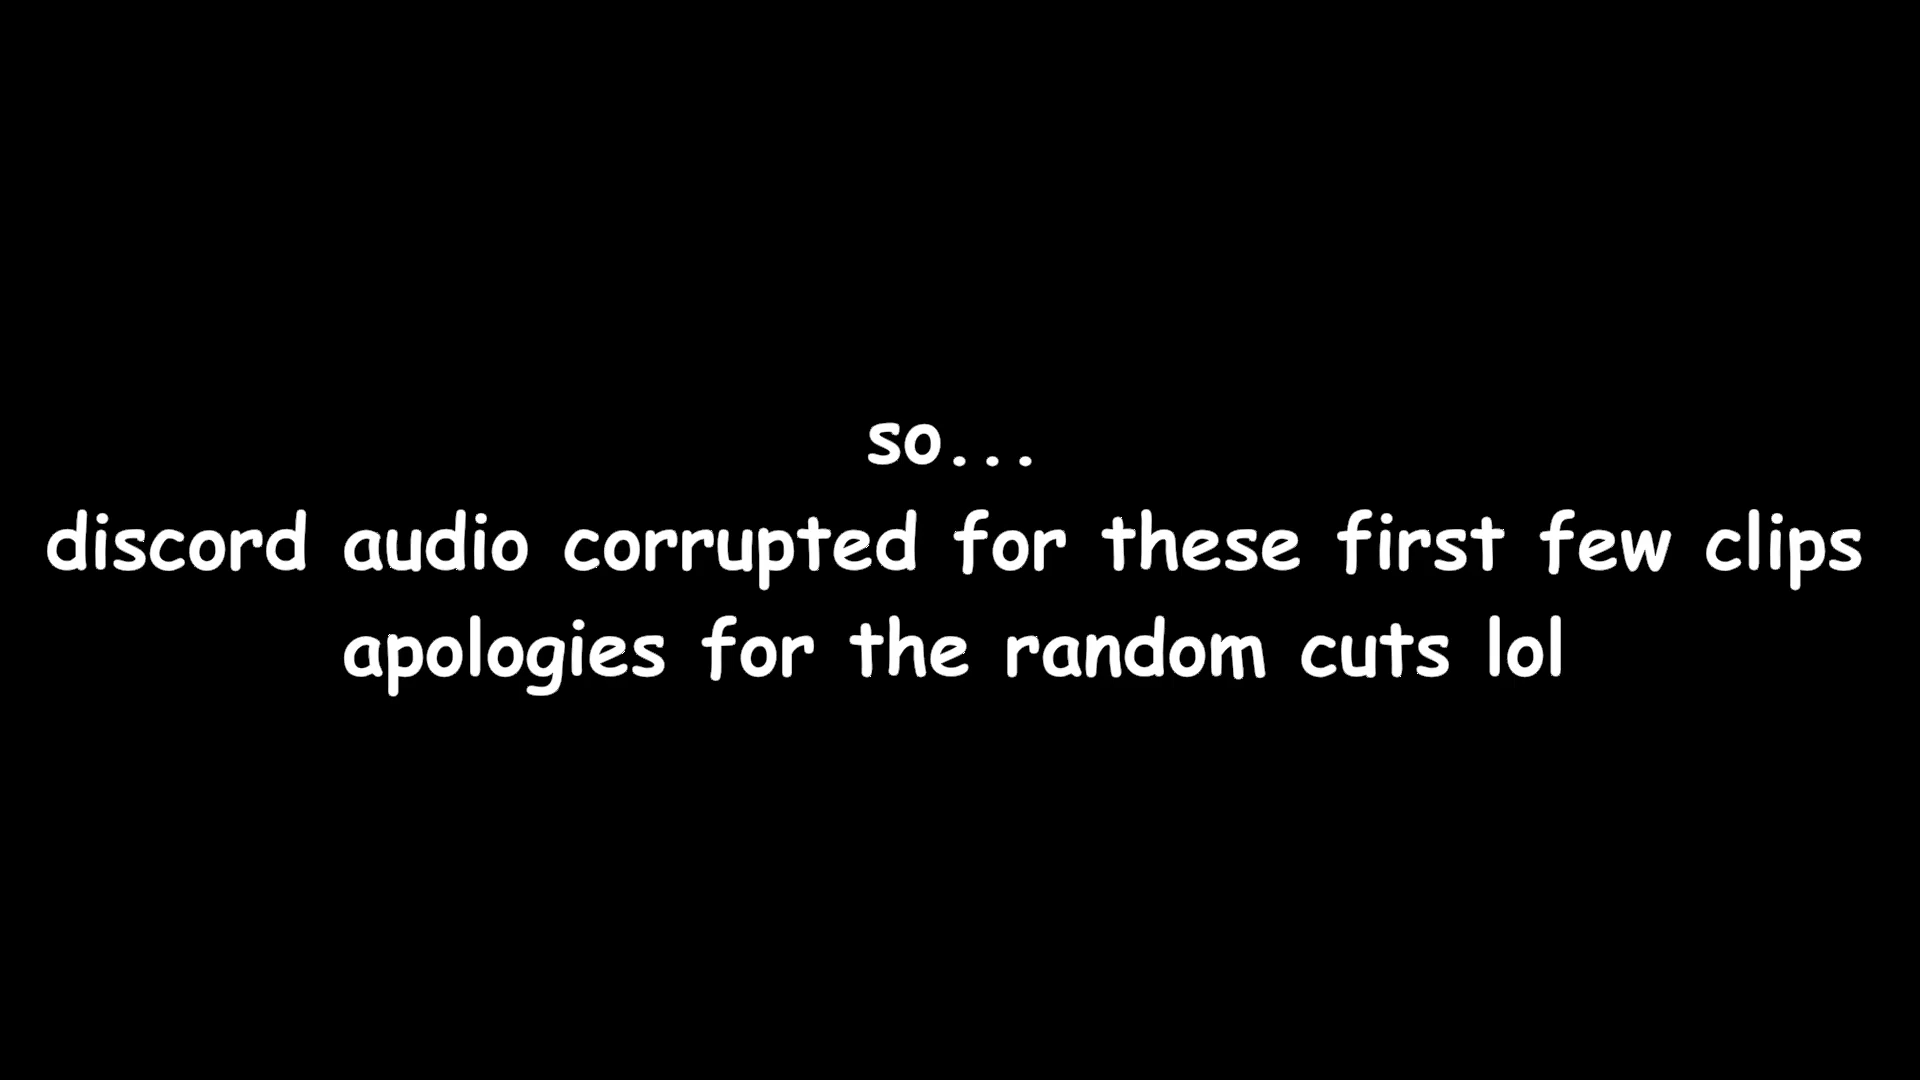 so...
discord audio corrupted for these first few clips
apologies for the random cuts lol